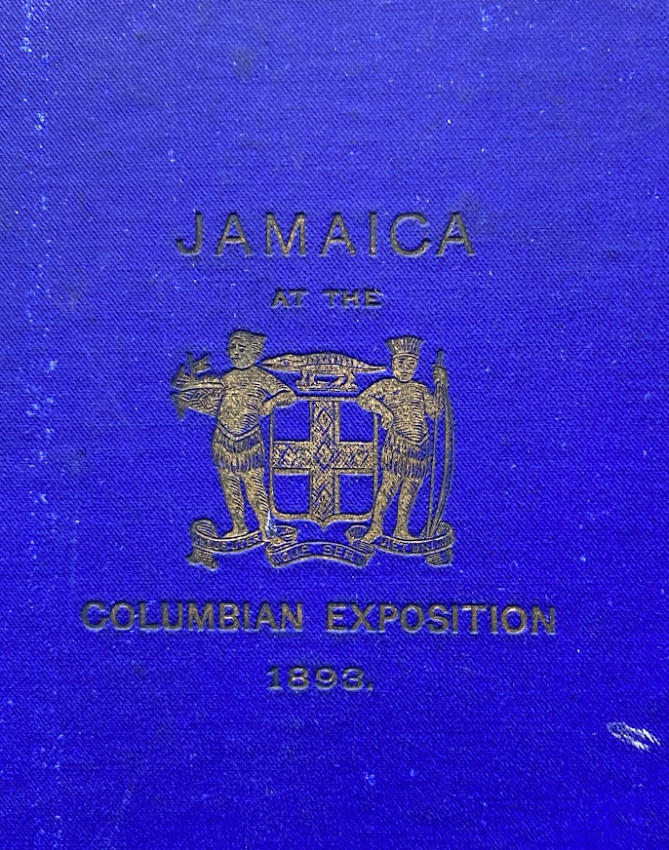 JAMAICA
AT THE
COLUMBIAN EXPOSITION
1893.